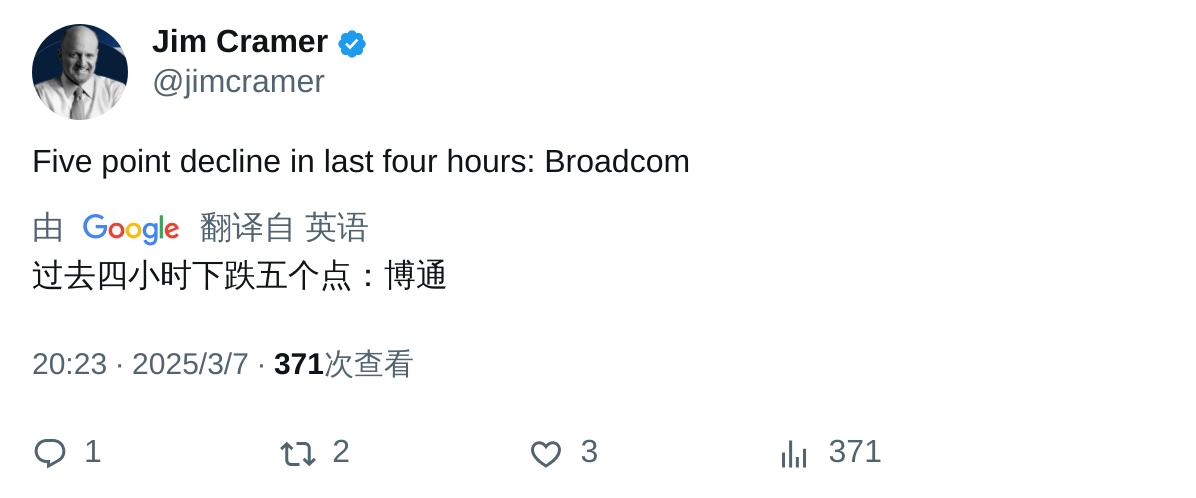 Jim Cramer
@jimcramer
Five point decline in last four hours: Broadcom
由 Google 翻译自 英语
过去四小时下跌五个点：博通
20:23 · 2025/3/7 · 371次查看
1 2 3 371